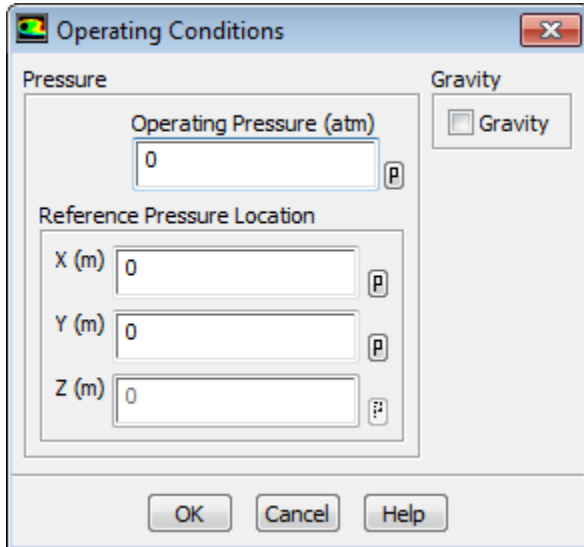 Operating Conditions
Pressure
Gravity
Operating Pressure (atm)
Gravity
0
P
Reference Pressure Location
X (m) 0
P
Y (m) 0
P
Z (m) 0
P
OK Cancel Help